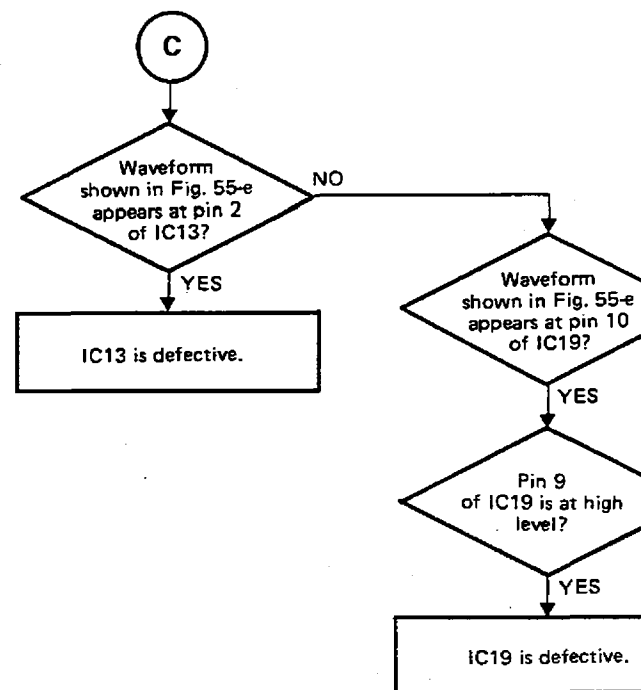 C
Waveform
shown in Fig. 55-e
appears at pin 2
of IC13?
NO
YES
IC13 is defective.
Waveform
shown in Fig. 55-e
appears at pin 10
of IC19?
YES
Pin 9
of IC19 is at high
level?
YES
IC19 is defective.